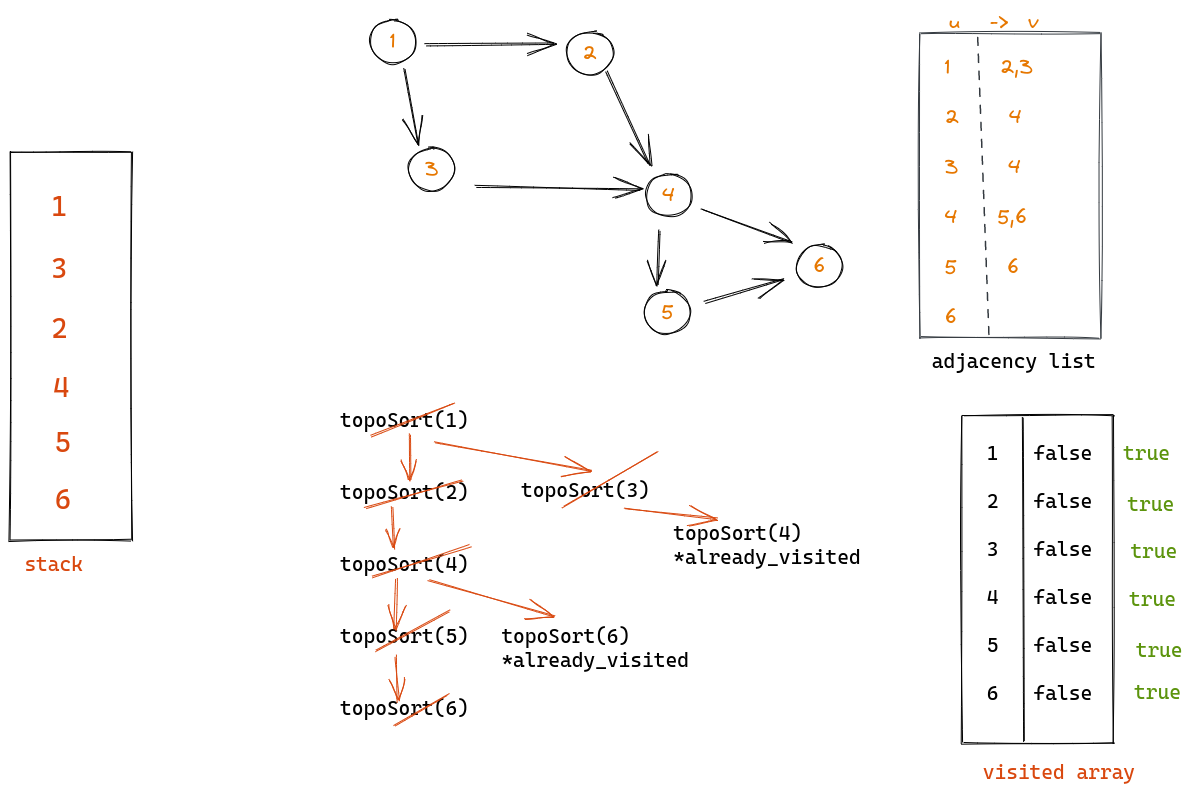 1
2
3
4
5
6
u -> v
1 2,3
2 4
3 4
4 5,6
5 6
6
adjacency list
1
3
2
4
5
6
stack
topoSort(1)
topoSort(2)
topoSort(3)
topoSort(4)
*already_visited
topoSort(4)
topoSort(5)
topoSort(6)
*already_visited
topoSort(6)
1 false true
2 false true
3 false true
4 false true
5 false true
6 false true
visited array